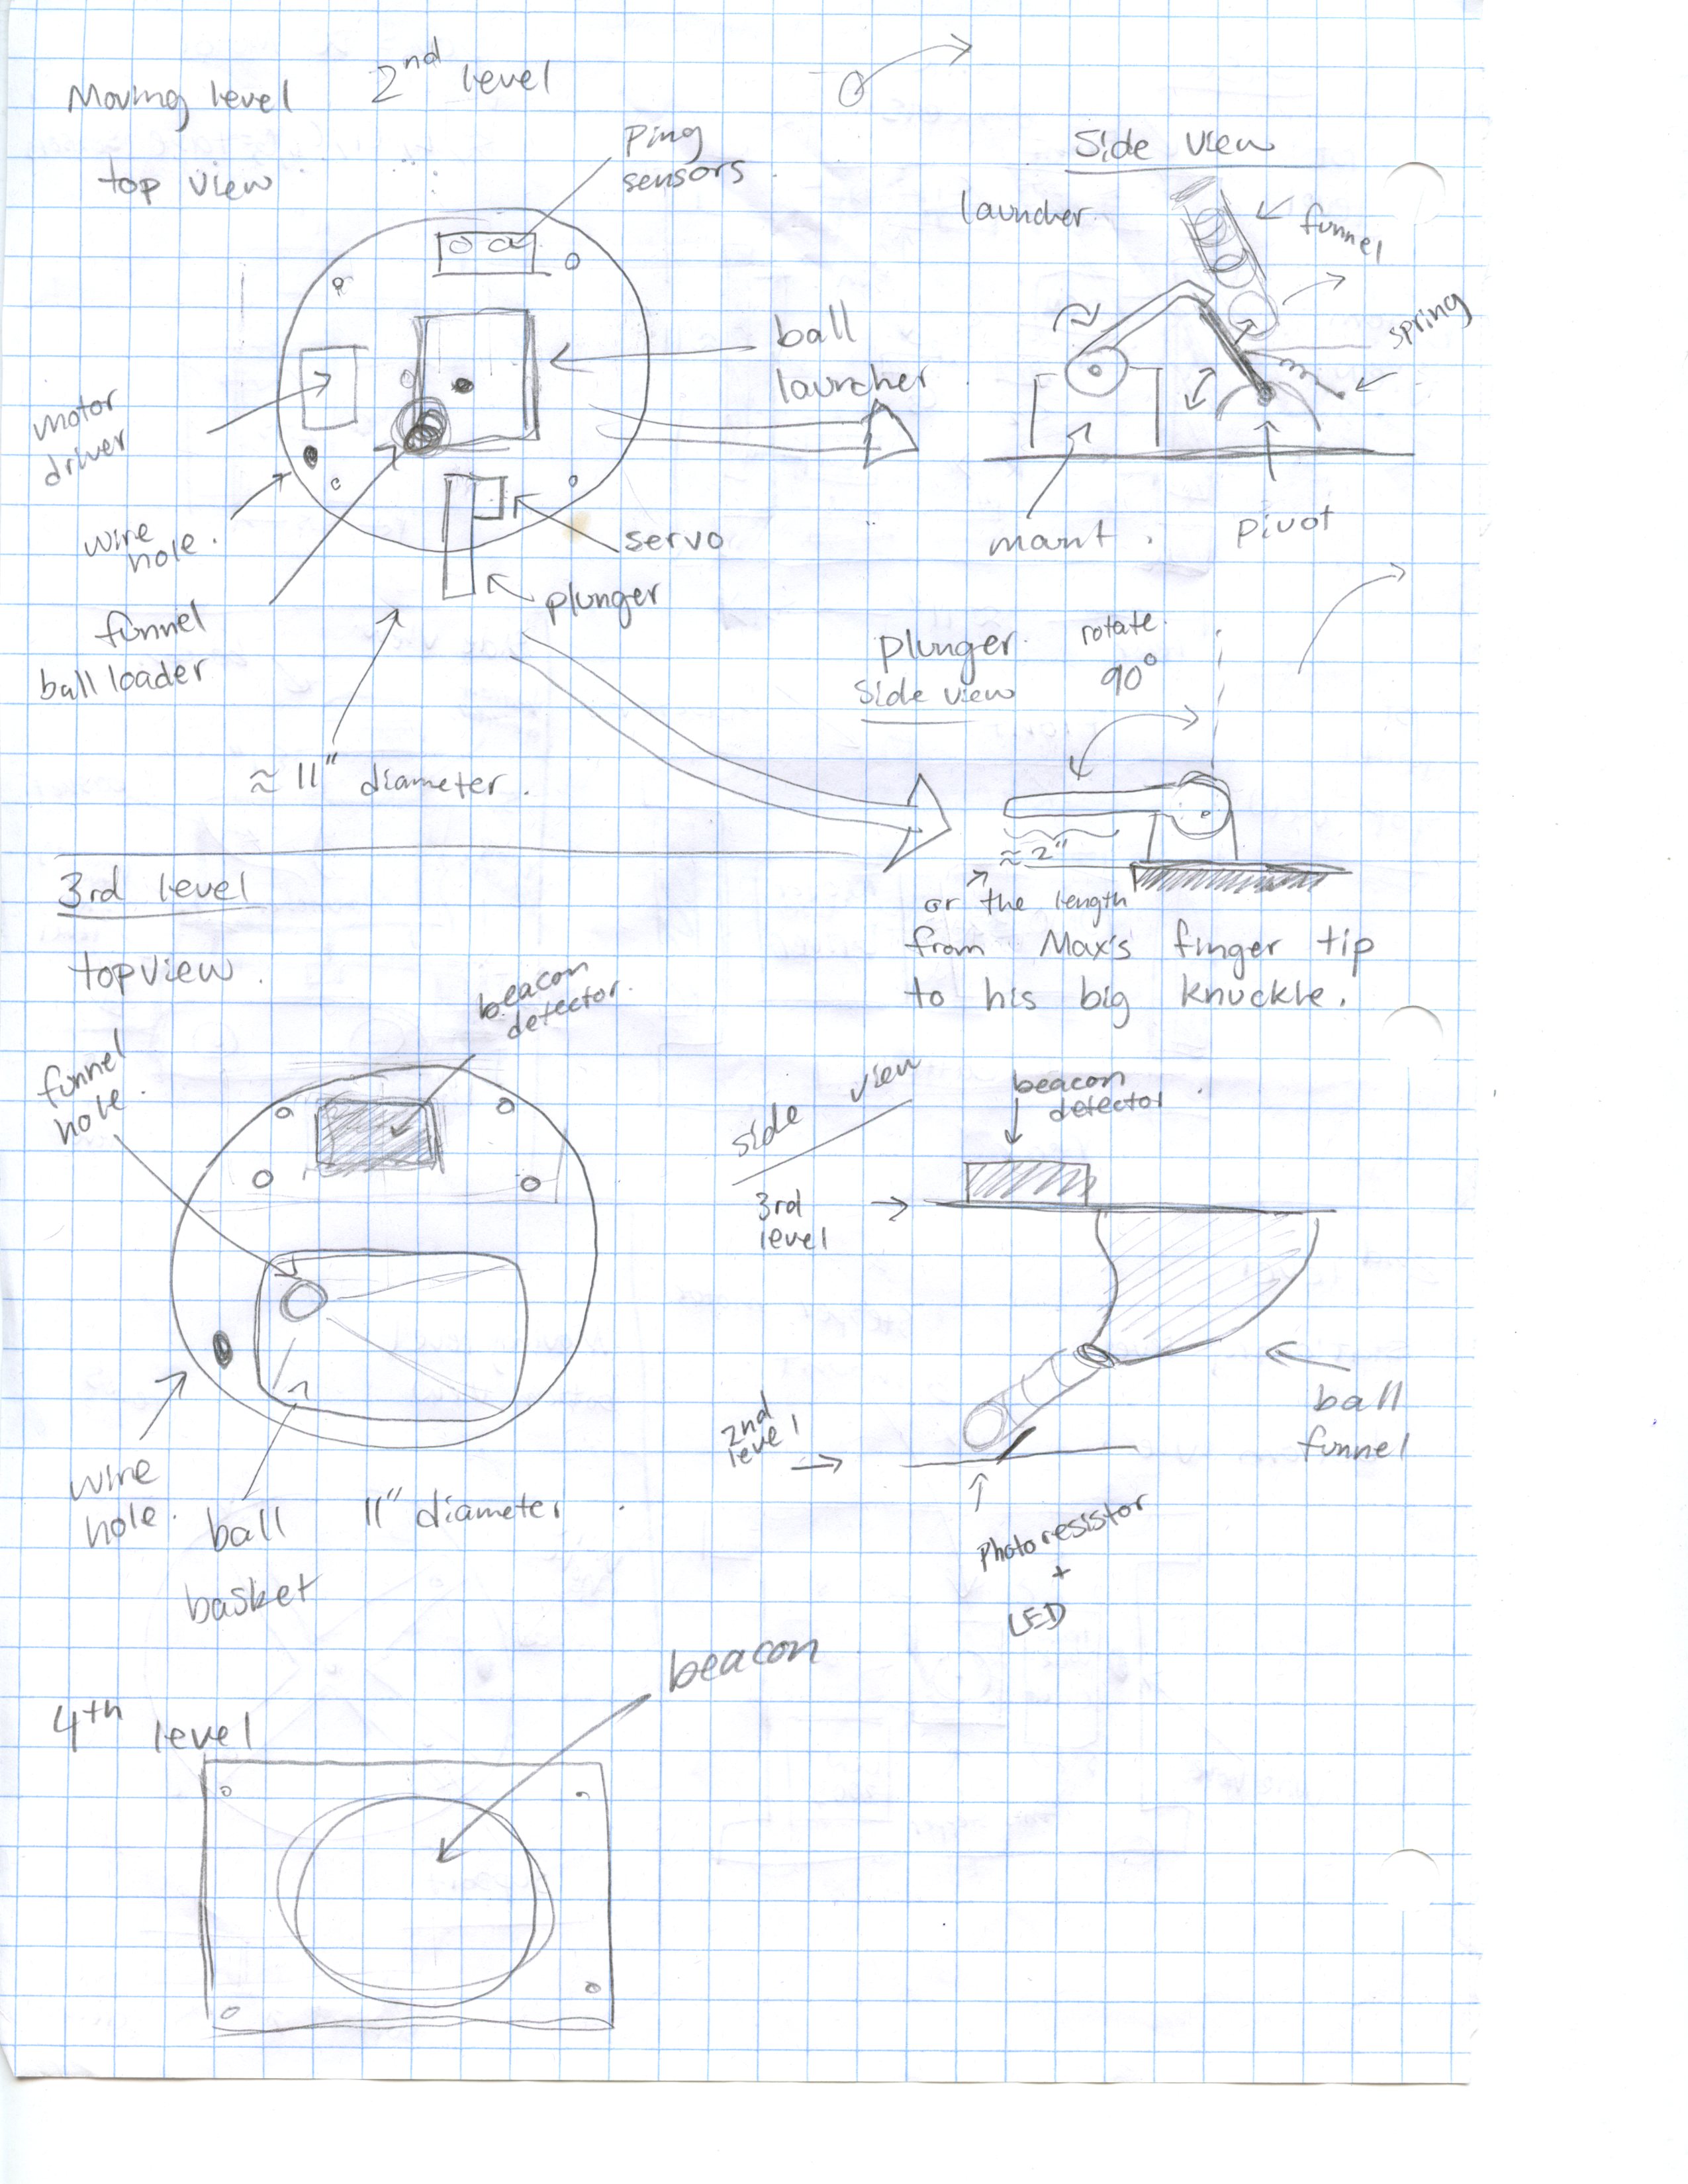 Moving level 2nd level
top view
Ping
sensors
ball
launcher
motor
driver
wire
hole.
funnel
ball loader
servo
plunger
≈ 11" diameter.
Side View
launcher.
funnel
spring
mount.
pivot
plunger.
Side view
rotate.
90°
≈ 2"
or the length
from Max's finger tip
to his big knuckle.
3rd level
topview.
beacon
detector.
funnel
hole.
wire
hole.
ball
basket
11" diameter.
side view
beacon
detector
3rd
level
2nd
level
ball
funnel
Photoresistor
+
LED
4th level
beacon